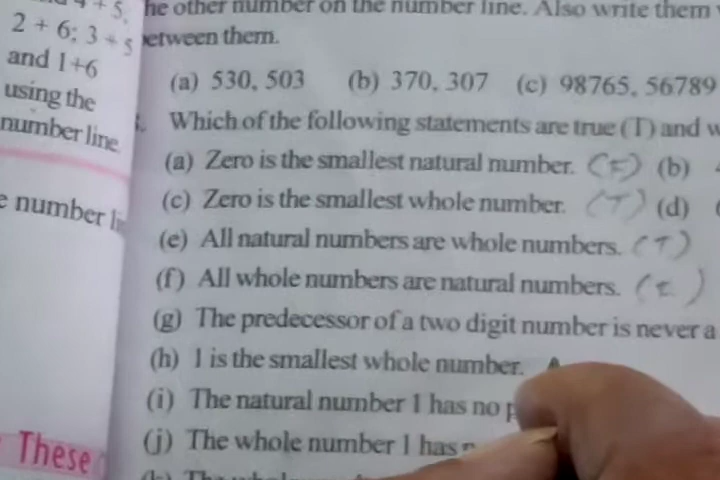 4 + 5,
2 + 6; 3 + 5
and 1+6
using the
number line.
number
These
he other number on the number line. Also write them
between them.
(a) 530, 503 (b) 370, 307 (c) 98765, 56789
Which of the following statements are true (T) and
(a) Zero is the smallest natural number. (F) (b)
(c) Zero is the smallest whole number. (T) (d)
(e) All natural numbers are whole numbers. (T)
(f) All whole numbers are natural numbers.
(g) The predecessor of a two digit number is never a
(h) 1 is the smallest whole number.
(i) The natural number 1 has no
(j) The whole number 1 has